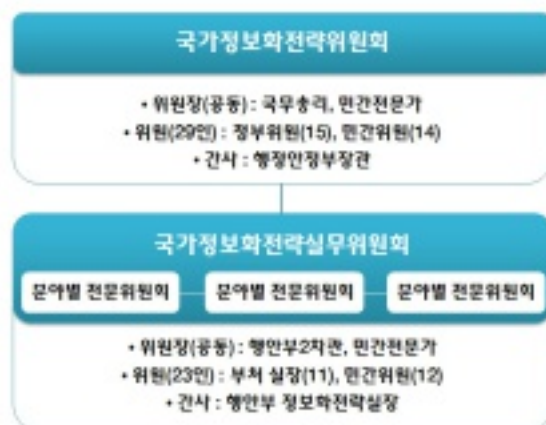 국가정보화전략위원회
• 위원장(공동) : 국무총리, 민간전문가
• 위원(29인) : 정부위원(15), 민간위원(14)
• 간사 : 행정안정부장관
국가정보화전략실무위원회
분야별 전문위원회 분야별 전문위원회 분야별 전문위원회
• 위원장(공동) : 행안부2차관, 민간전문가
• 위원(23인) : 부처 실장(11), 민간위원(12)
• 간사 : 행안부 정보화전략실장